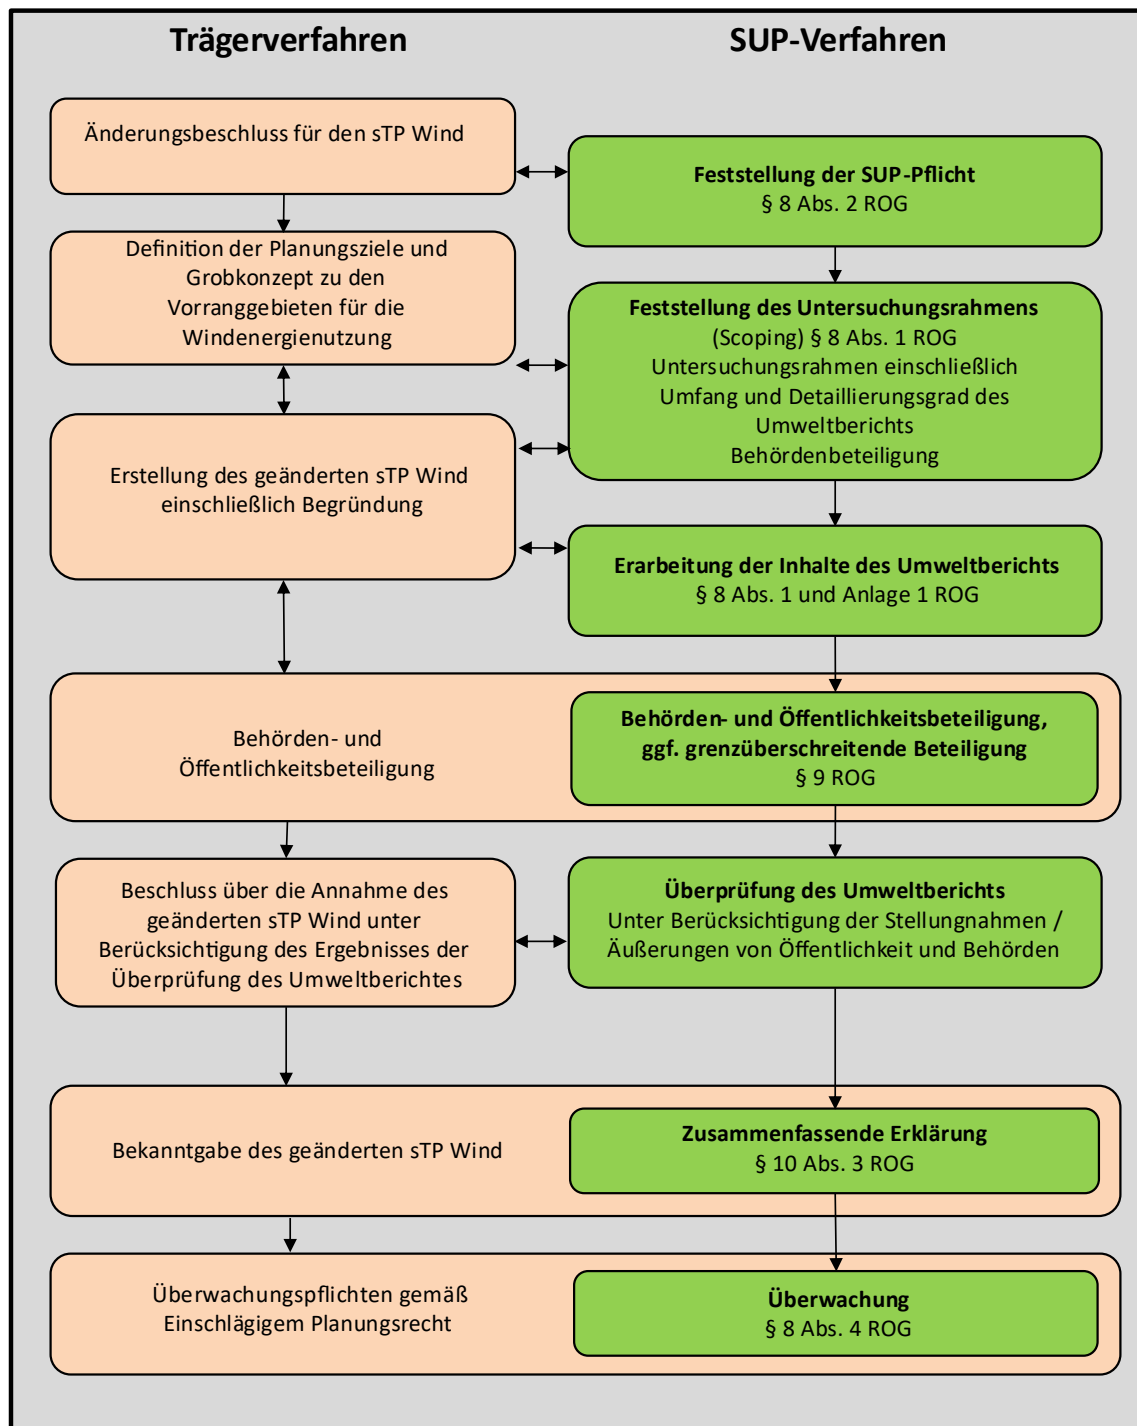 Trägerverfahren
SUP-Verfahren
Änderungsbeschluss für den sTP Wind
Feststellung der SUP-Pflicht
§ 8 Abs. 2 ROG
Definition der Planungsziele und
Grobkonzept zu den
Vorranggebieten für die
Windenergienutzung
Feststellung des Untersuchungsrahmens
(Scoping) § 8 Abs. 1 ROG
Untersuchungsrahmen einschließlich
Umfang und Detaillierungsgrad des
Umweltberichts
Behördenbeteiligung
Erstellung des geänderten sTP Wind
einschließlich Begründung
Erarbeitung der Inhalte des Umweltberichts
§ 8 Abs. 1 und Anlage 1 ROG
Behörden- und
Öffentlichkeitsbeteiligung
Behörden- und Öffentlichkeitsbeteiligung,
ggf. grenzüberschreitende Beteiligung
§ 9 ROG
Beschluss über die Annahme des
geänderten sTP Wind unter
Berücksichtigung des Ergebnisses der
Überprüfung des Umweltberichtes
Überprüfung des Umweltberichts
Unter Berücksichtigung der Stellungnahmen /
Äußerungen von Öffentlichkeit und Behörden
Bekanntgabe des geänderten sTP Wind
Zusammenfassende Erklärung
§ 10 Abs. 3 ROG
Überwachungspflichten gemäß
Einschlägigem Planungsrecht
Überwachung
§ 8 Abs. 4 ROG